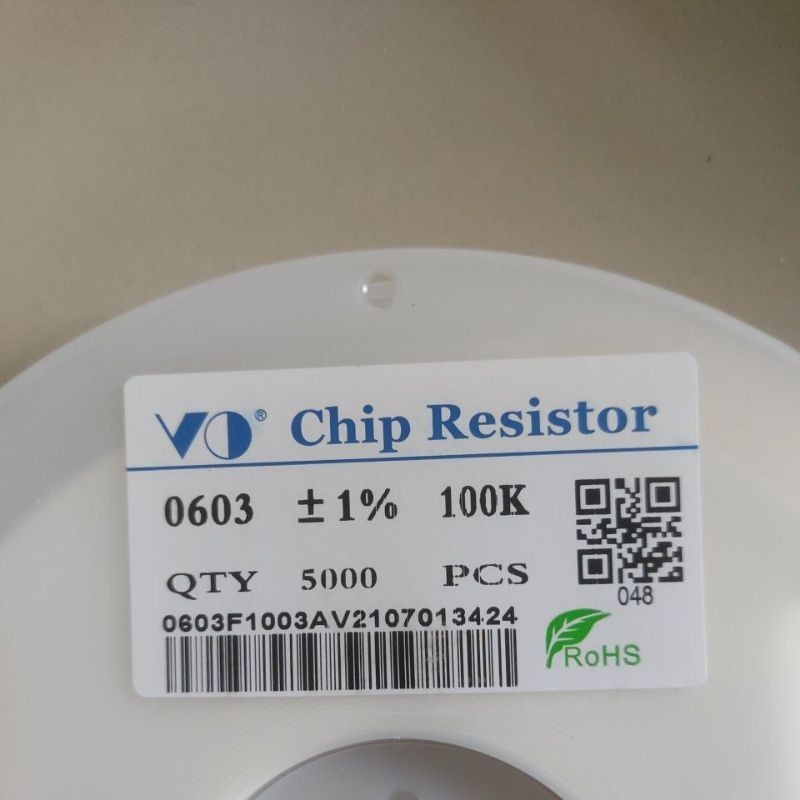 VO® Chip Resistor
0603 ±1% 100K
QTY 5000 PCS
048
0603F1003AV2107013424
RoHS